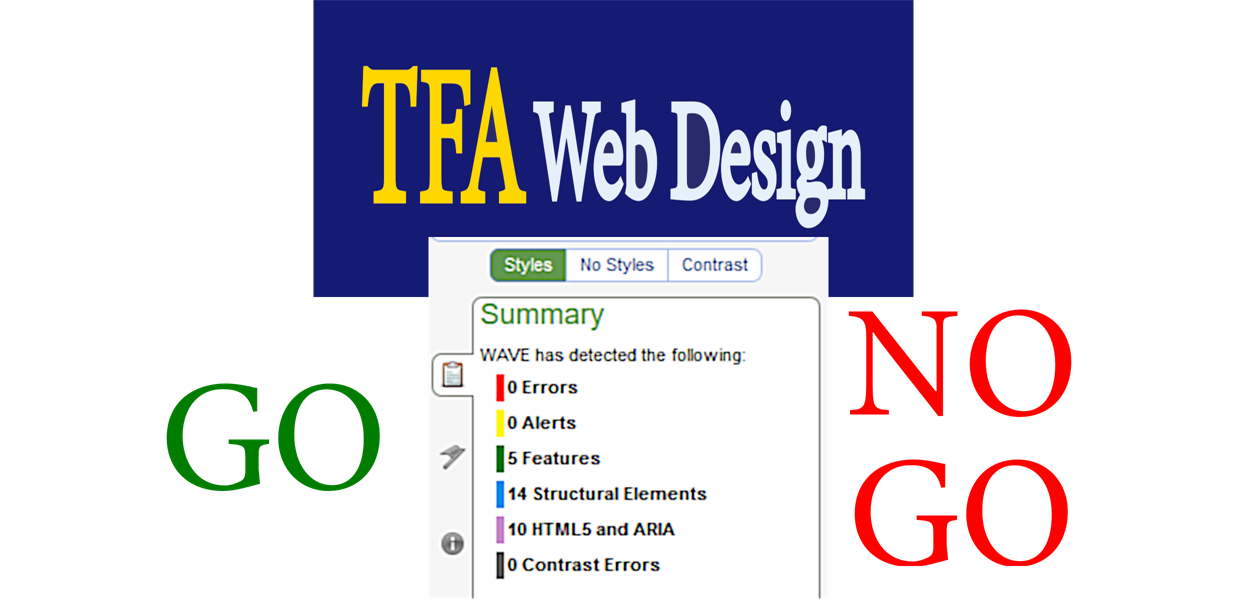 TFA Web Design
Styles No Styles Contrast
Summary
WAVE has detected the following:
0 Errors
0 Alerts
5 Features
14 Structural Elements
10 HTML5 and ARIA
0 Contrast Errors
GO
NO
GO